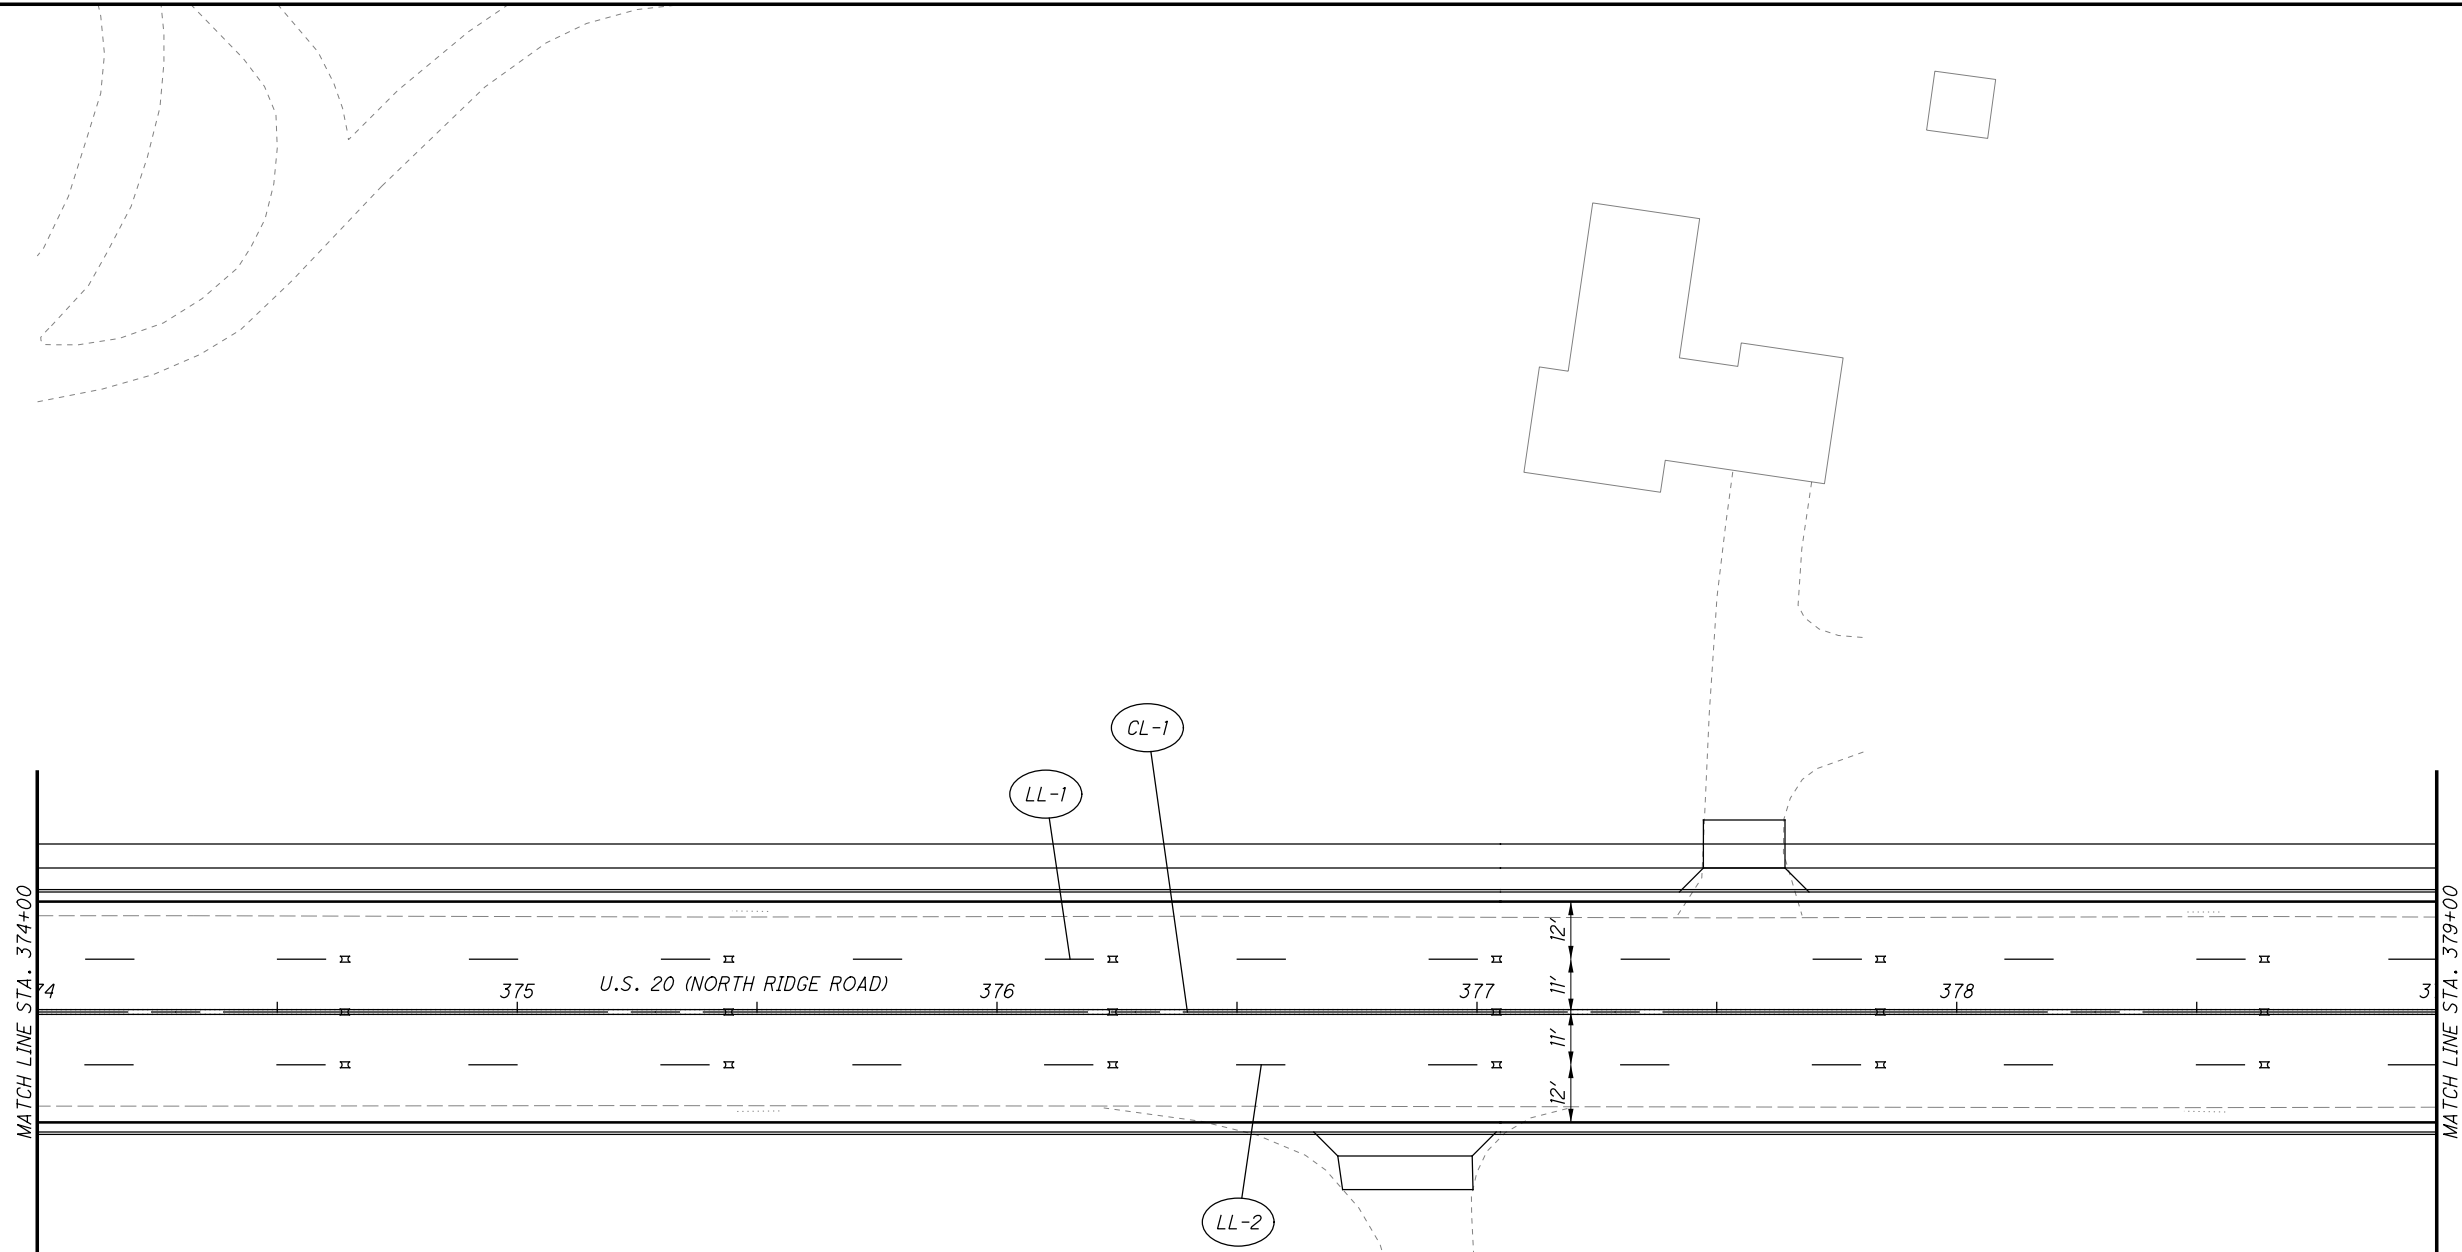 CL-1
LL-1
12'
MATCH LINE STA. 374+00
MATCH LINE STA. 379+00
U.S. 20 (NORTH RIDGE ROAD)
11'
74
375
376
377
378
3
11'
12'
LL-2